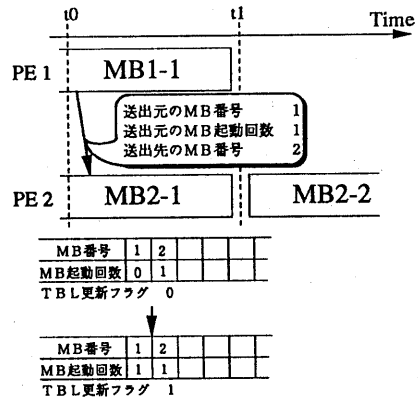 t0 t1 Time
PE 1 MB1-1
送出元のMB番号 1
送出元のMB起動回数 1
送出先のMB番号 2
PE 2 MB2-1 MB2-2
MB番号 1 2
MB起動回数 0 1
TBL更新フラグ 0
MB番号 1 2
MB起動回数 1 1
TBL更新フラグ 1